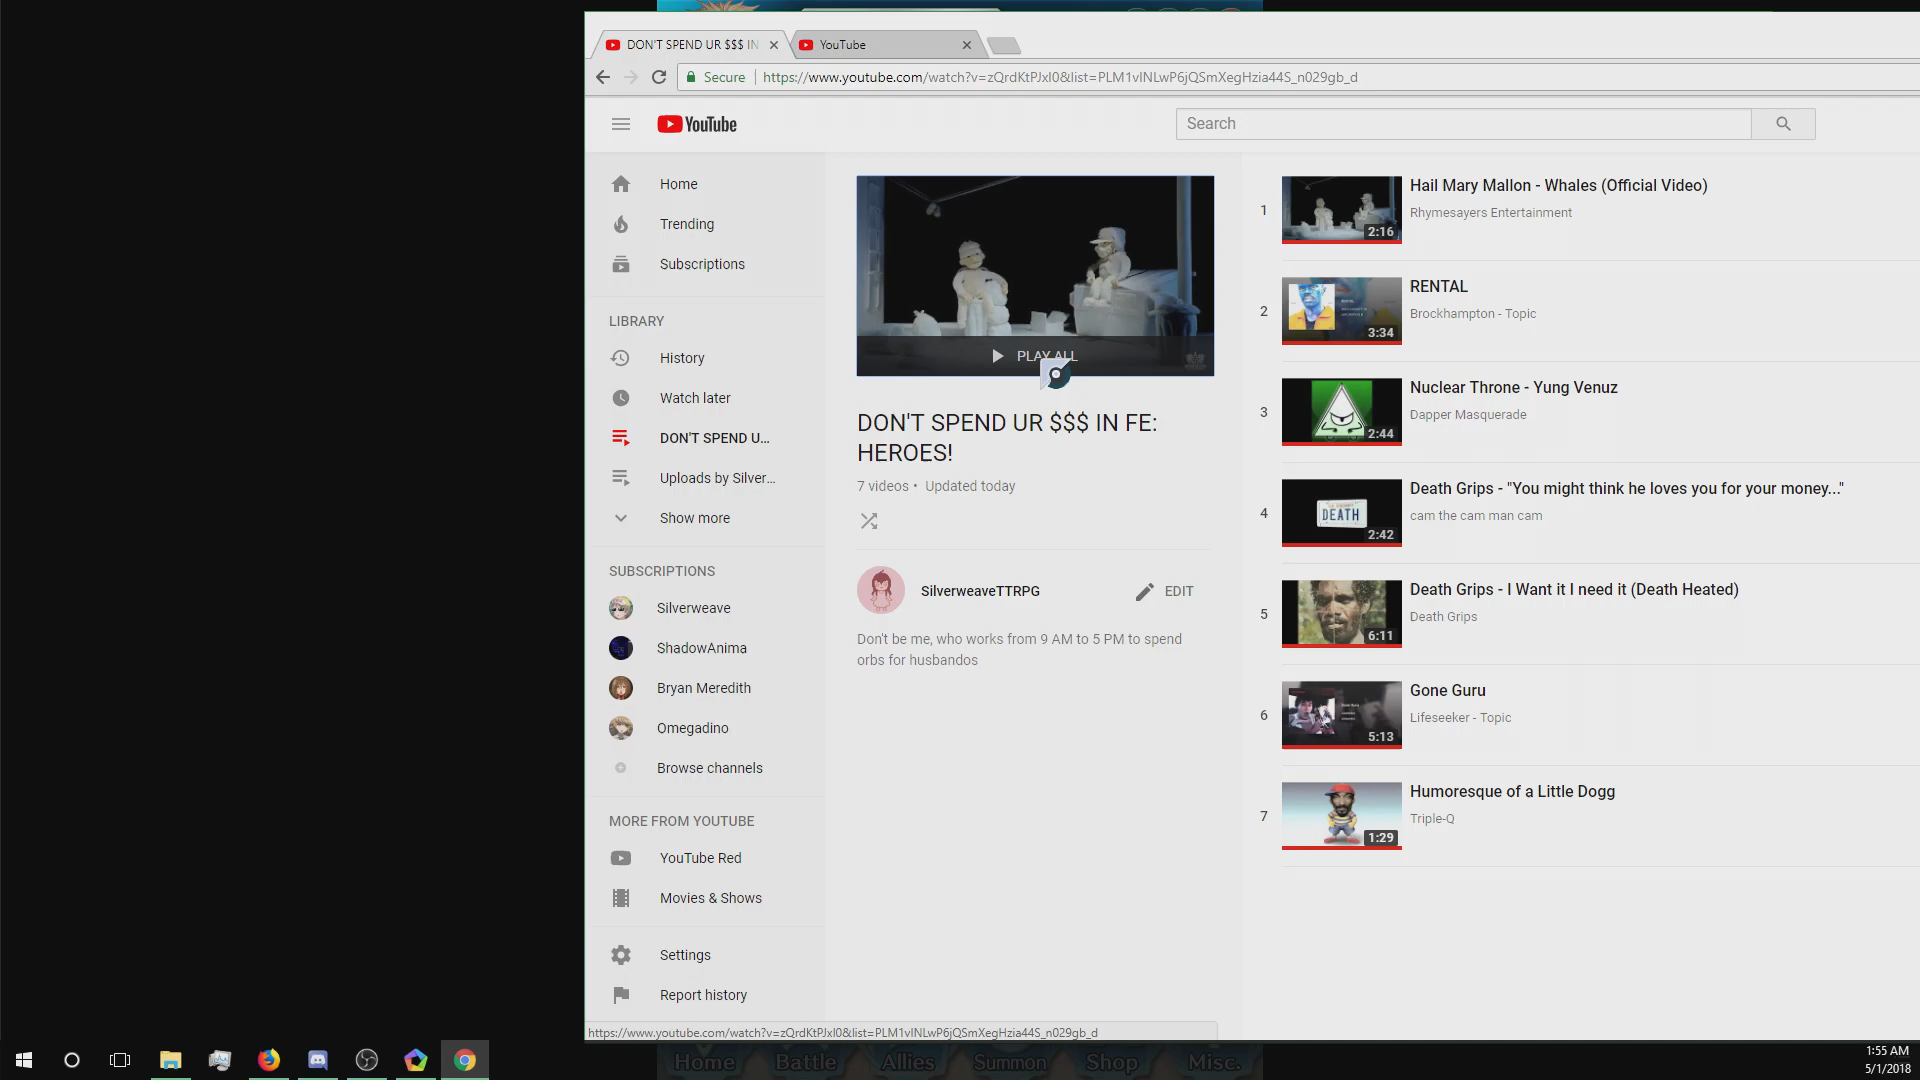 DON'T SPEND UR $$$ IN
YouTube
Secure
https://www.youtube.com/watch?v=zQrdKtPJxI0&list=PLM1vINLwP6jQSmXegHzia44S_n029gb_d
YouTube
Search
Home
Trending
Subscriptions
LIBRARY
History
Watch later
DON'T SPEND U...
Uploads by Silver...
Show more
SUBSCRIPTIONS
Silverweave
ShadowAnima
Bryan Meredith
Omegadino
Browse channels
MORE FROM YOUTUBE
YouTube Red
Movies & Shows
Settings
Report history
PLAY ALL
DON'T SPEND UR $$$ IN FE:
HEROES!
7 videos • Updated today
SilverweaveTTRPG
EDIT
Don't be me, who works from 9 AM to 5 PM to spend
orbs for husbandos
1
2:16
Hail Mary Mallon - Whales (Official Video)
Rhymesayers Entertainment
2
3:34
RENTAL
Brockhampton - Topic
3
2:44
Nuclear Throne - Yung Venuz
Dapper Masquerade
4
DEATH
2:42
Death Grips - "You might think he loves you for your money..."
cam the cam man cam
5
6:11
Death Grips - I Want it I need it (Death Heated)
Death Grips
6
5:13
Gone Guru
Lifeseeker - Topic
7
1:29
Humoresque of a Little Dogg
Triple-Q
https://www.youtube.com/watch?v=zQrdKtPJxI0&list=PLM1vINLwP6jQSmXegHzia44S_n029gb_d
Home
Battle
Allies
Summon
Shop
Misc.
1:55 AM
5/1/2018